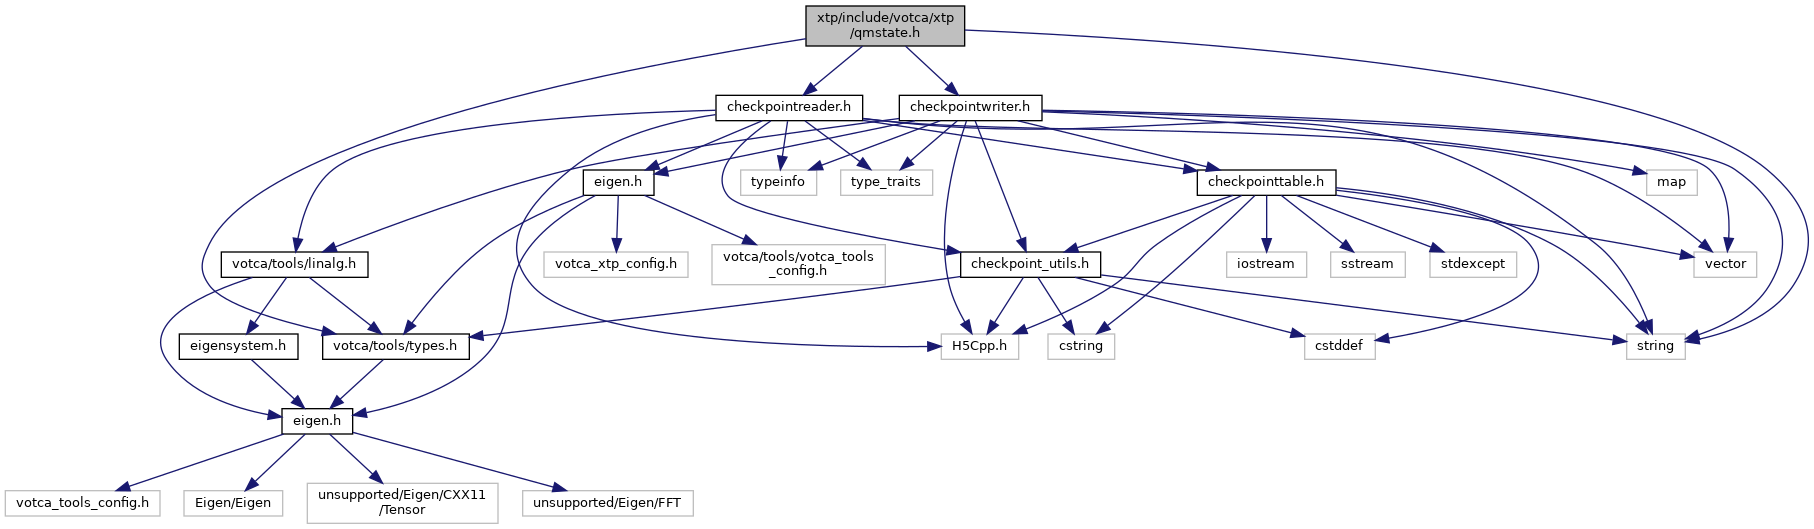 xtp/include/votca/xtp
/qmstate.h
checkpointreader.h
checkpointwriter.h
eigen.h
typeinfo
type_traits
checkpointtable.h
map
votca/tools/linalg.h
votca_xtp_config.h
votca/tools/votca_tools
_config.h
checkpoint_utils.h
iostream
sstream
stdexcept
vector
eigensystem.h
votca/tools/types.h
H5Cpp.h
cstring
cstddef
string
eigen.h
votca_tools_config.h
Eigen/Eigen
unsupported/Eigen/CXX11
/Tensor
unsupported/Eigen/FFT